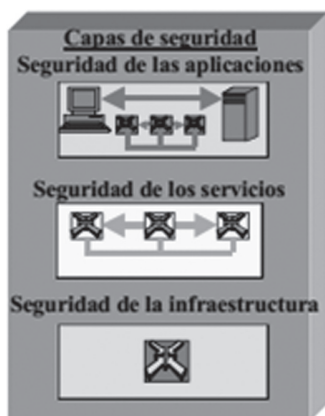 Capas de seguridad
Seguridad de las aplicaciones
Seguridad de los servicios
Seguridad de la infraestructura